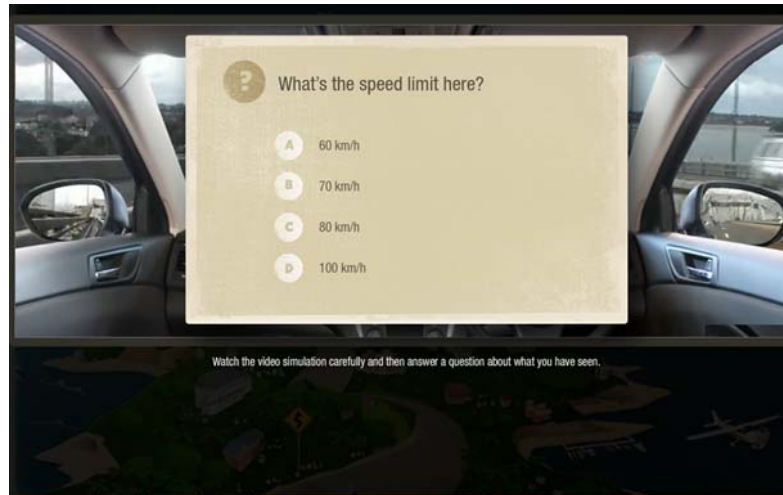 ?
What's the speed limit here?
A 60 km/h
B 70 km/h
C 80 km/h
D 100 km/h
Watch the video simulation carefully and then answer a question about what you have seen.